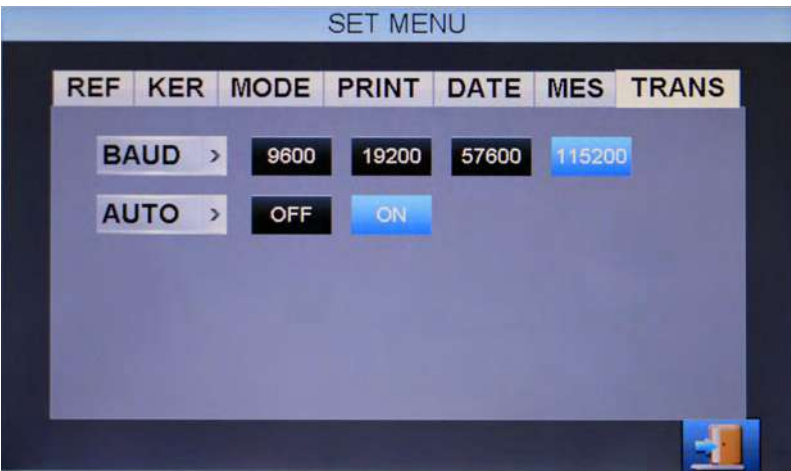 SET MENU
REF KER MODE PRINT DATE MES TRANS
BAUD > 9600 19200 57600 115200
AUTO > OFF ON